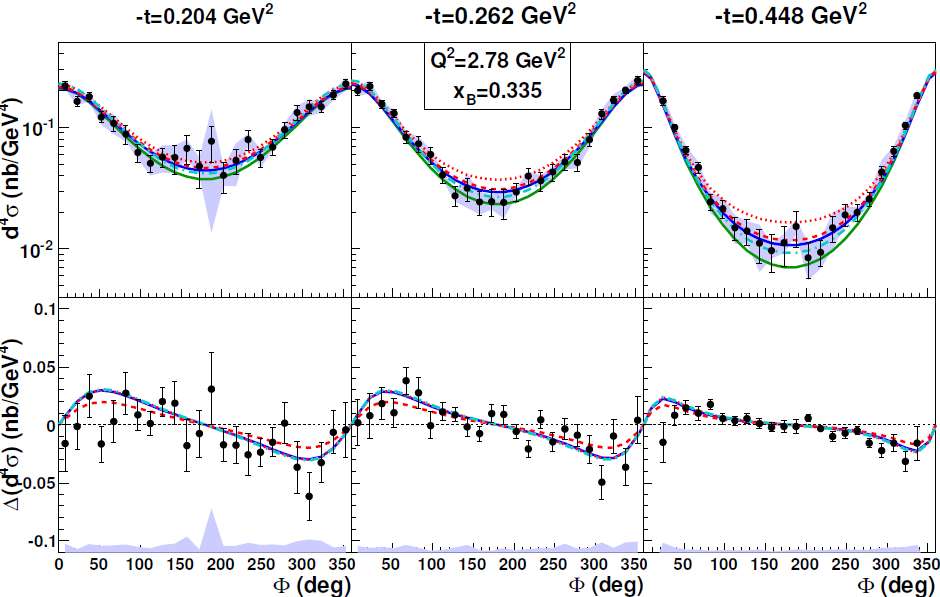 -t=0.204 GeV²
-t=0.262 GeV²
-t=0.448 GeV²
Q²=2.78 GeV²
x_B=0.335
d⁴σ (nb/GeV⁴)
10⁻¹
10⁻²
Δ(d⁴σ) (nb/GeV⁴)
0.1
0.05
0
-0.05
-0.1
0 50 100 150 200 250 300 350
50 100 150 200 250 300 350
50 100 150 200 250 300 350
Φ (deg)
Φ (deg)
Φ (deg)